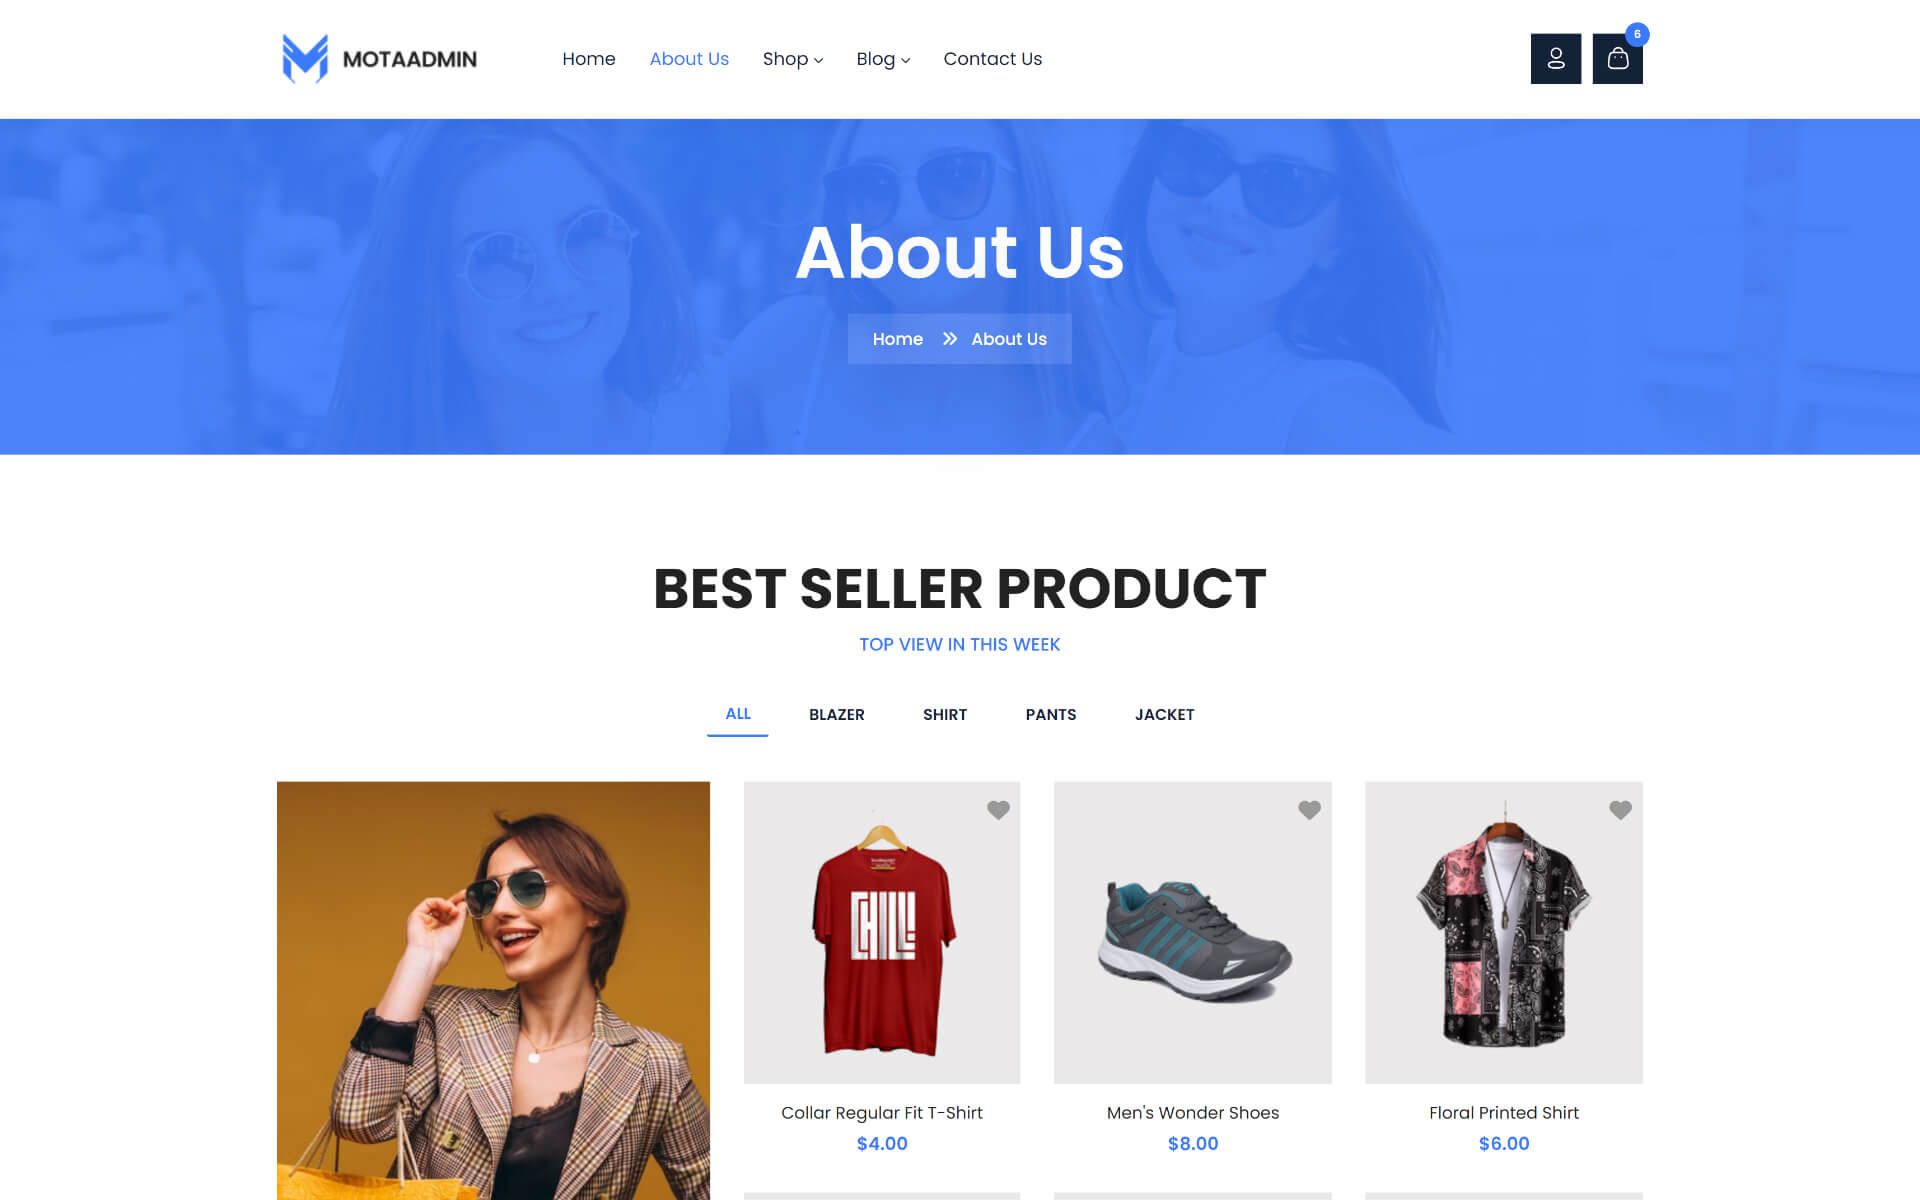 MOTAADMIN
Home About Us Shop Blog Contact Us
6
About Us
Home About Us
BEST SELLER PRODUCT
TOP VIEW IN THIS WEEK
ALL BLAZER SHIRT PANTS JACKET
CHILL!
Collar Regular Fit T-Shirt
$4.00
Men's Wonder Shoes
$8.00
Floral Printed Shirt
$6.00